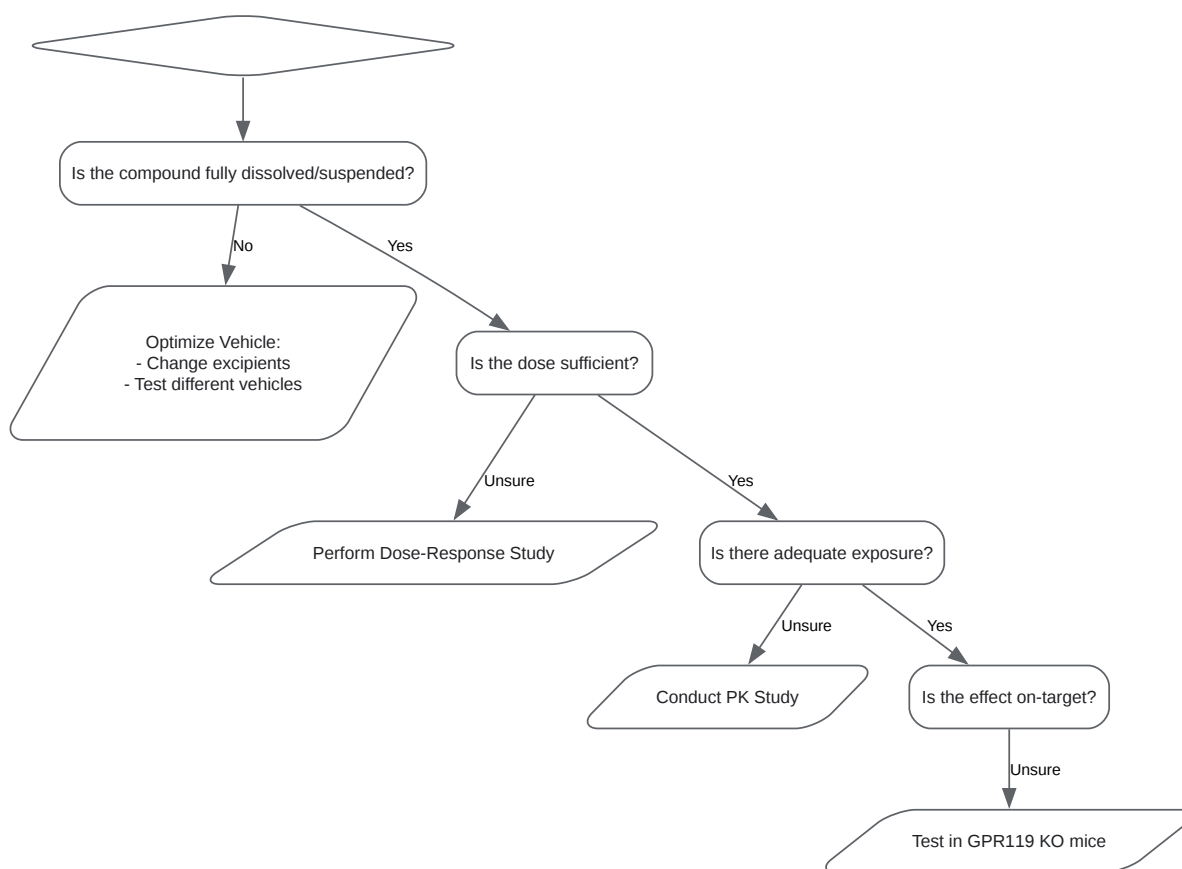 Is the compound fully dissolved/suspended?
No
Yes
Optimize Vehicle:
- Change excipients
- Test different vehicles
Is the dose sufficient?
Unsure
Yes
Perform Dose-Response Study
Is there adequate exposure?
Unsure
Yes
Conduct PK Study
Is the effect on-target?
Unsure
Test in GPR119 KO mice